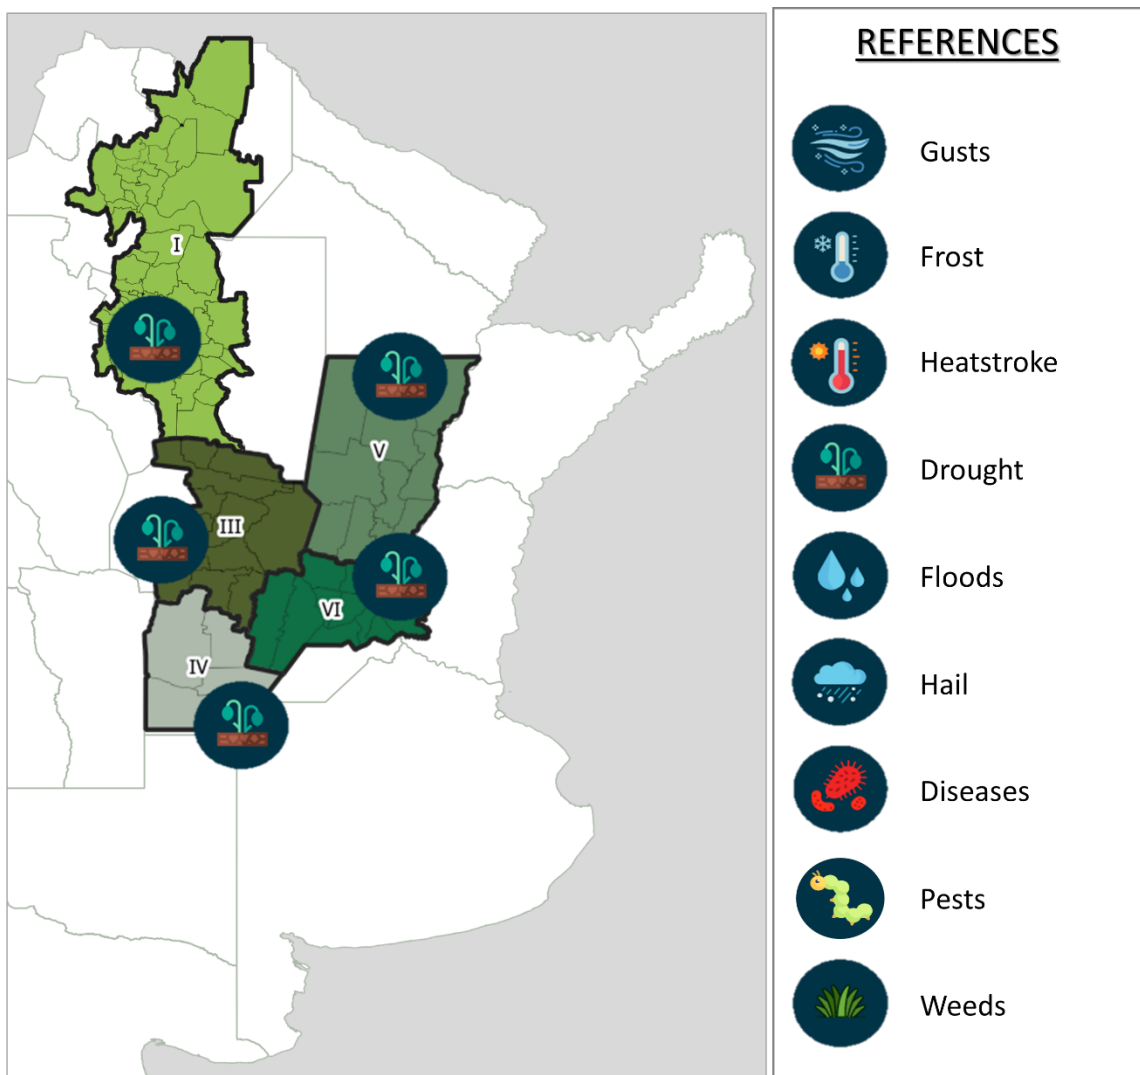 REFERENCES
I
V
III
VI
IV
Gusts
Frost
Heatstroke
Drought
Floods
Hail
Diseases
Pests
Weeds